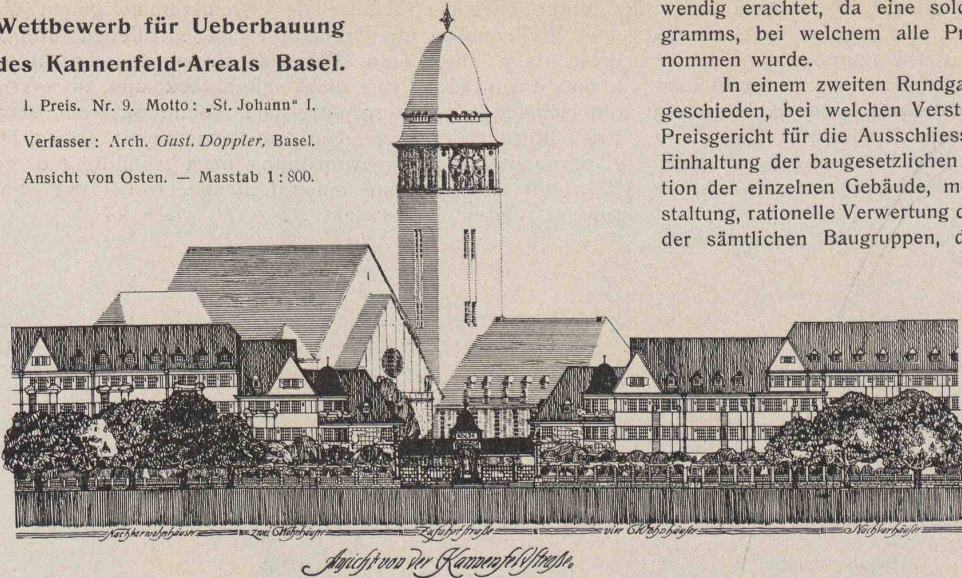 Wettbewerb für Ueberbauung
des Kannenfeld-Areals Basel.
1. Preis. Nr. 9. Motto: „St. Johann“ I.
Verfasser: Arch. Gust. Doppler, Basel.
Ansicht von Osten. — Masstab 1 : 800.
wendig erachtet, da eine solc
gramms, bei welchem alle Pr
nommen wurde.
In einem zweiten Rundga
geschieden, bei welchen Verst
Preisgericht für die Ausschliess
Einhaltung der baugesetzlichen
tion der einzelnen Gebäude, m
staltung, rationelle Verwertung d
der sämtlichen Baugruppen, d
Nachbarwohnhäuser zwei Wohnhäuser Zufahrtstraße vier Wohnhäuser Nachbarhäuser
Ansicht von der Kannenfeldstraße.